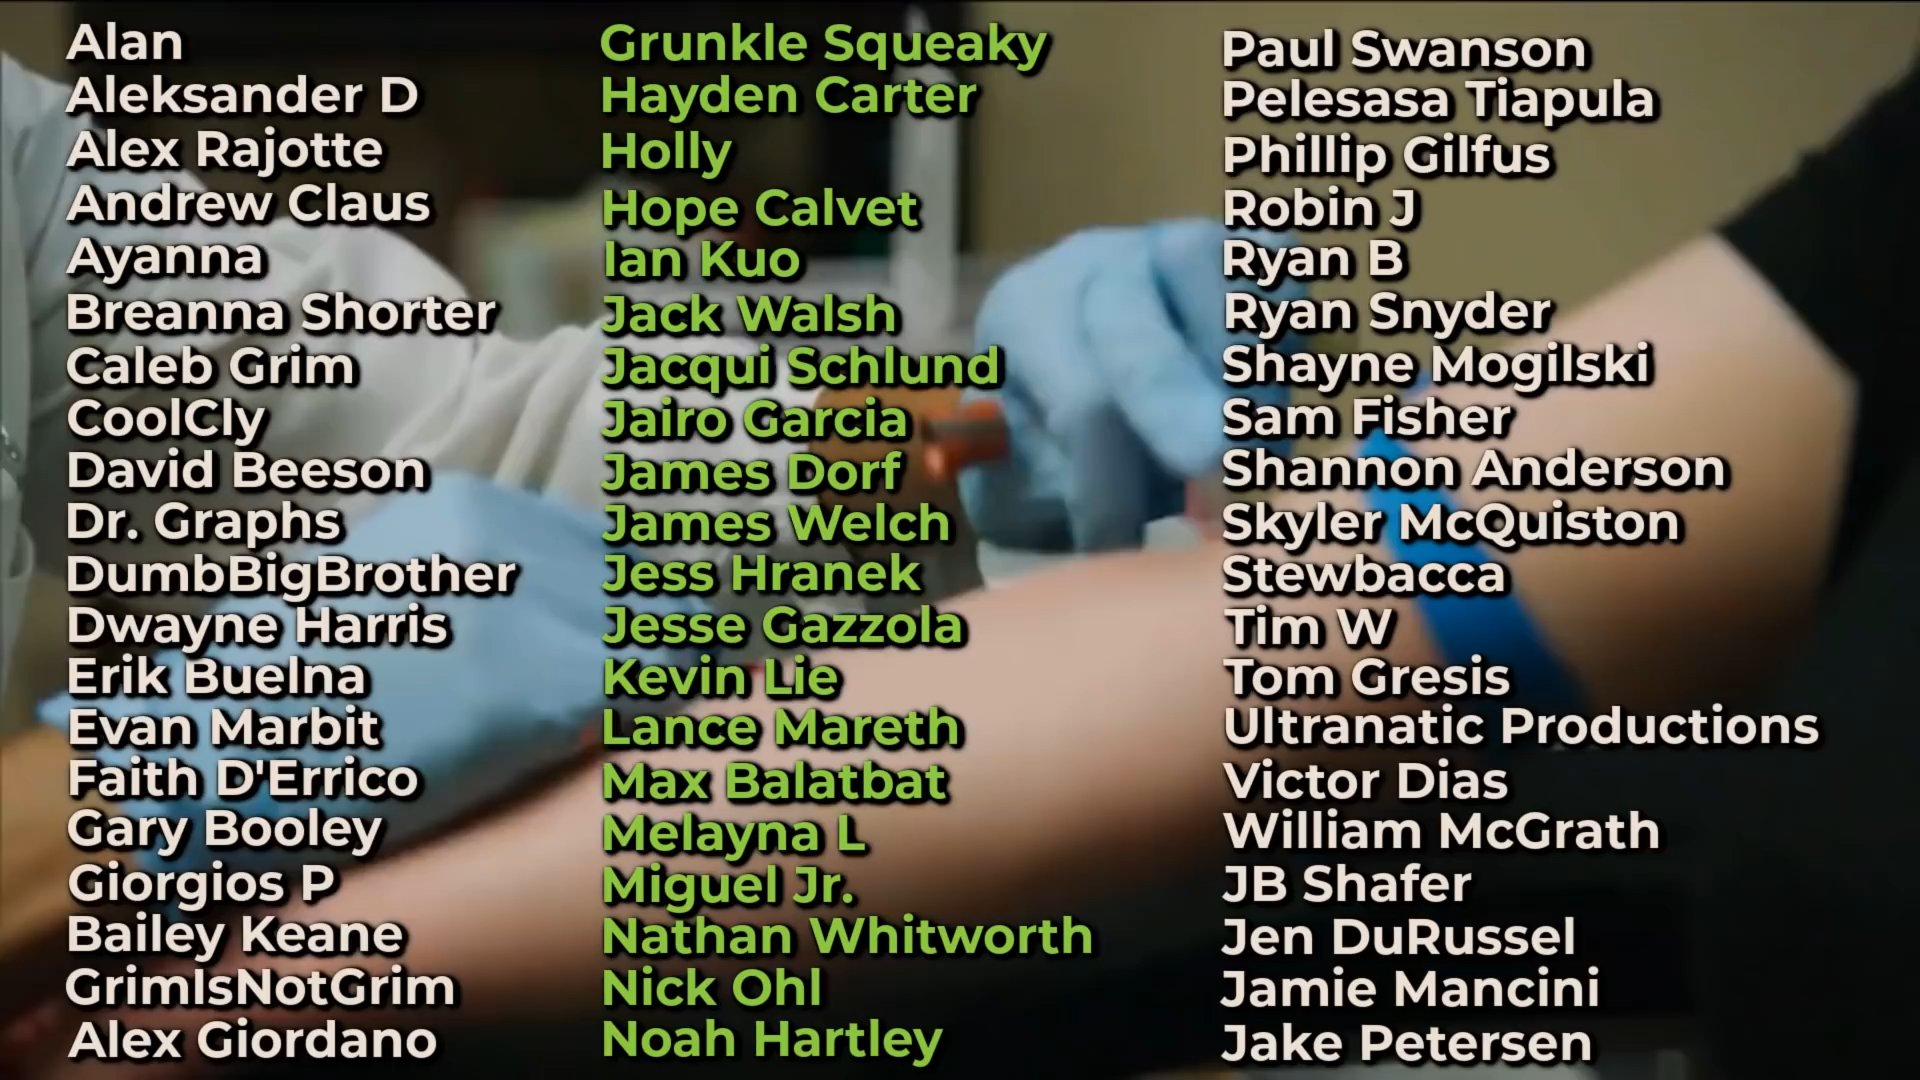 Alan
Aleksander D
Alex Rajotte
Andrew Claus
Ayanna
Breanna Shorter
Caleb Grim
CoolCly
David Beeson
Dr. Graphs
DumbBigBrother
Dwayne Harris
Erik Buelna
Evan Marbit
Faith D'Errico
Gary Booley
Giorgios P
Bailey Keane
GrimIsNotGrim
Alex Giordano
Grunkle Squeaky
Hayden Carter
Holly
Hope Calvet
Ian Kuo
Jack Walsh
Jacqui Schlund
Jairo Garcia
James Dorf
James Welch
Jess Hranek
Jesse Gazzola
Kevin Lie
Lance Mareth
Max Balatbat
Melayna L
Miguel Jr.
Nathan Whitworth
Nick Ohl
Noah Hartley
Paul Swanson
Pelesasa Tiapula
Phillip Gilfus
Robin J
Ryan B
Ryan Snyder
Shayne Mogilski
Sam Fisher
Shannon Anderson
Skyler McQuiston
Stewbacca
Tim W
Tom Gresis
Ultranatic Productions
Victor Dias
William McGrath
JB Shafer
Jen DuRussel
Jamie Mancini
Jake Petersen